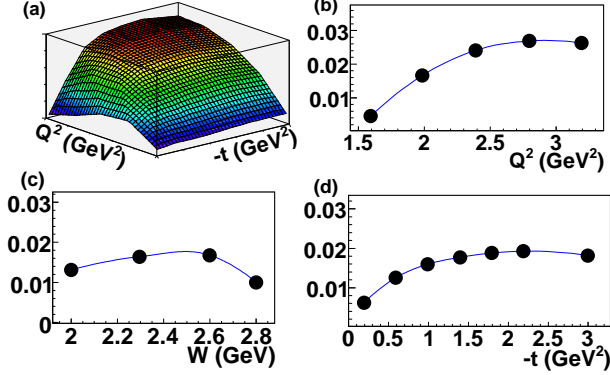 (a)
Q² (GeV²)
-t (GeV²)
(b)
0.03
0.02
0.01
1.5 2 2.5 3
Q² (GeV²)
(c)
0.03
0.02
0.01
0
2 2.2 2.4 2.6 2.8
W (GeV)
(d)
0.03
0.02
0.01
0 0.5 1 1.5 2 2.5 3
-t (GeV²)